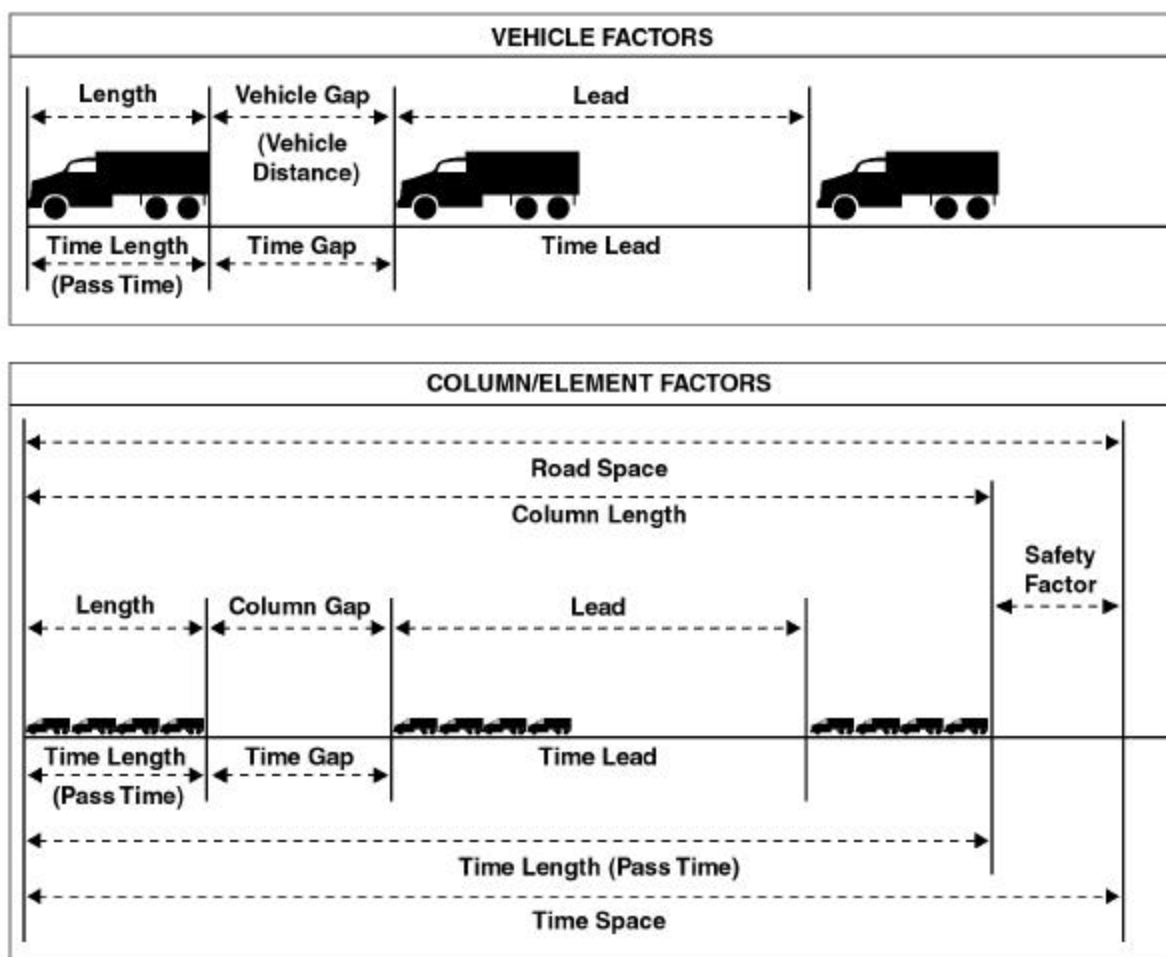 VEHICLE FACTORS
Length
Vehicle Gap
Lead
(Vehicle
Distance)
Time Length
Time Gap
Time Lead
(Pass Time)
COLUMN/ELEMENT FACTORS
Road Space
Column Length
Safety
Factor
Length
Column Gap
Lead
Time Length
Time Gap
Time Lead
(Pass Time)
Time Length (Pass Time)
Time Space